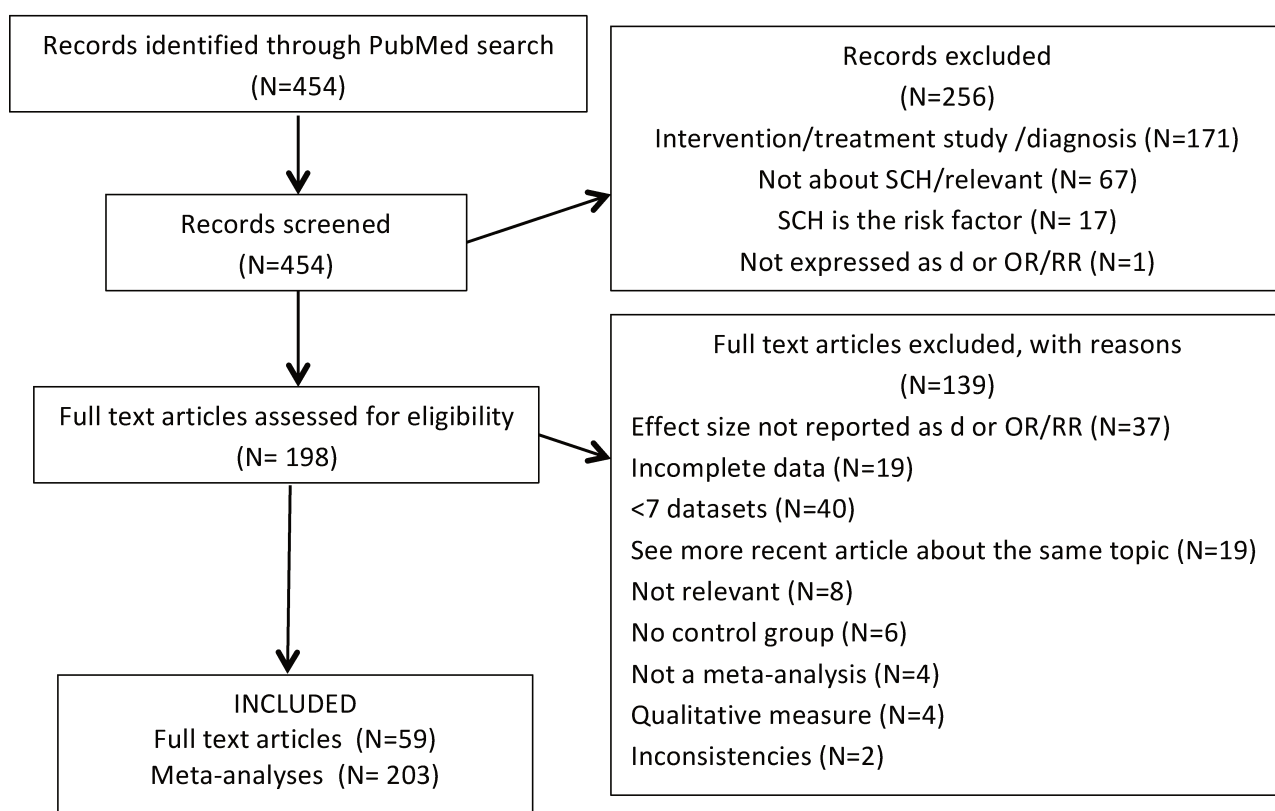 Records identified through PubMed search
(N=454)
Records excluded
(N=256)
Intervention/treatment study /diagnosis (N=171)
Not about SCH/relevant (N= 67)
SCH is the risk factor (N= 17)
Not expressed as d or OR/RR (N=1)
Records screened
(N=454)
Full text articles assessed for eligibility
(N= 198)
Full text articles excluded, with reasons
(N=139)
Effect size not reported as d or OR/RR (N=37)
Incomplete data (N=19)
<7 datasets (N=40)
See more recent article about the same topic (N=19)
Not relevant (N=8)
No control group (N=6)
Not a meta-analysis (N=4)
Qualitative measure (N=4)
Inconsistencies (N=2)
INCLUDED
Full text articles (N=59)
Meta-analyses (N= 203)